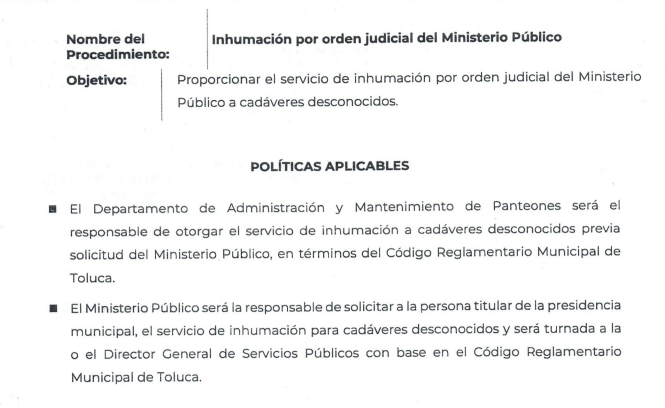 Nombre del Procedimiento: Inhumación por orden judicial del Ministerio Público
Objetivo: Proporcionar el servicio de inhumación por orden judicial del Ministerio
Público a cadáveres desconocidos.
POLÍTICAS APLICABLES
■ El Departamento de Administración y Mantenimiento de Panteones será el
responsable de otorgar el servicio de inhumación a cadáveres desconocidos previa
solicitud del Ministerio Público, en términos del Código Reglamentario Municipal de
Toluca.
■ El Ministerio Público será la responsable de solicitar a la persona titular de la presidencia
municipal, el servicio de inhumación para cadáveres desconocidos y será turnada a la
o el Director General de Servicios Públicos con base en el Código Reglamentario
Municipal de Toluca.